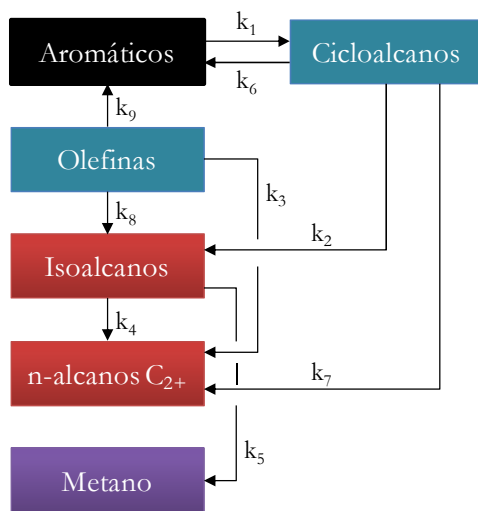 k₁
Aromáticos
Cicloalcanos
k₆
k₉
Olefinas
k₃
k₈
k₂
Isoalcanos
k₄
n-alcanos C₂₊
k₇
k₅
Metano